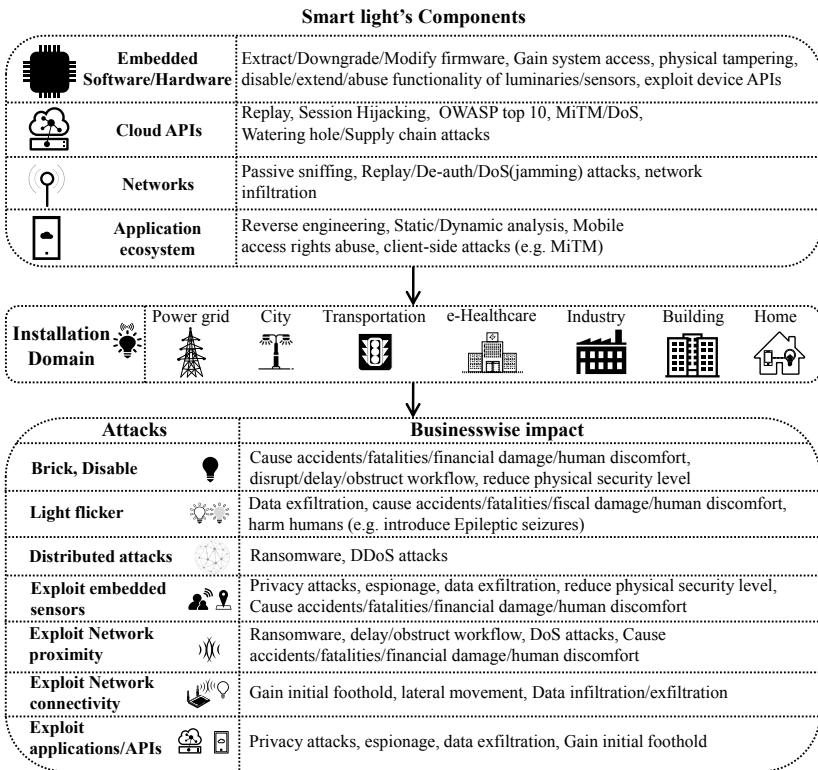 Smart light's Components
Embedded
Software/Hardware
Extract/Downgrade/Modify firmware, Gain system access, physical tampering,
disable/extend/abuse functionality of luminaries/sensors, exploit device APIs
Cloud APIs
Replay, Session Hijacking, OWASP top 10, MiTM/DoS,
Watering hole/Supply chain attacks
Networks
Passive sniffing, Replay/De-auth/DoS(jamming) attacks, network
infiltration
Application
ecosystem
Reverse engineering, Static/Dynamic analysis, Mobile
access rights abuse, client-side attacks (e.g. MiTM)
Installation
Domain
Power grid
City
Transportation
e-Healthcare
Industry
Building
Home
Attacks
Businesswise impact
Brick, Disable
Cause accidents/fatalities/financial damage/human discomfort,
disrupt/delay/obstruct workflow, reduce physical security level
Light flicker
Data exfiltration, cause accidents/fatalities/fiscal damage/human discomfort,
harm humans (e.g. introduce Epileptic seizures)
Distributed attacks
Ransomware, DDoS attacks
Exploit embedded
sensors
Privacy attacks, espionage, data exfiltration, reduce physical security level,
Cause accidents/fatalities/financial damage/human discomfort
Exploit Network
proximity
Ransomware, delay/obstruct workflow, DoS attacks, Cause
accidents/fatalities/financial damage/human discomfort
Exploit Network
connectivity
Gain initial foothold, lateral movement, Data infiltration/exfiltration
Exploit
applications/APIs
Privacy attacks, espionage, data exfiltration, Gain initial foothold